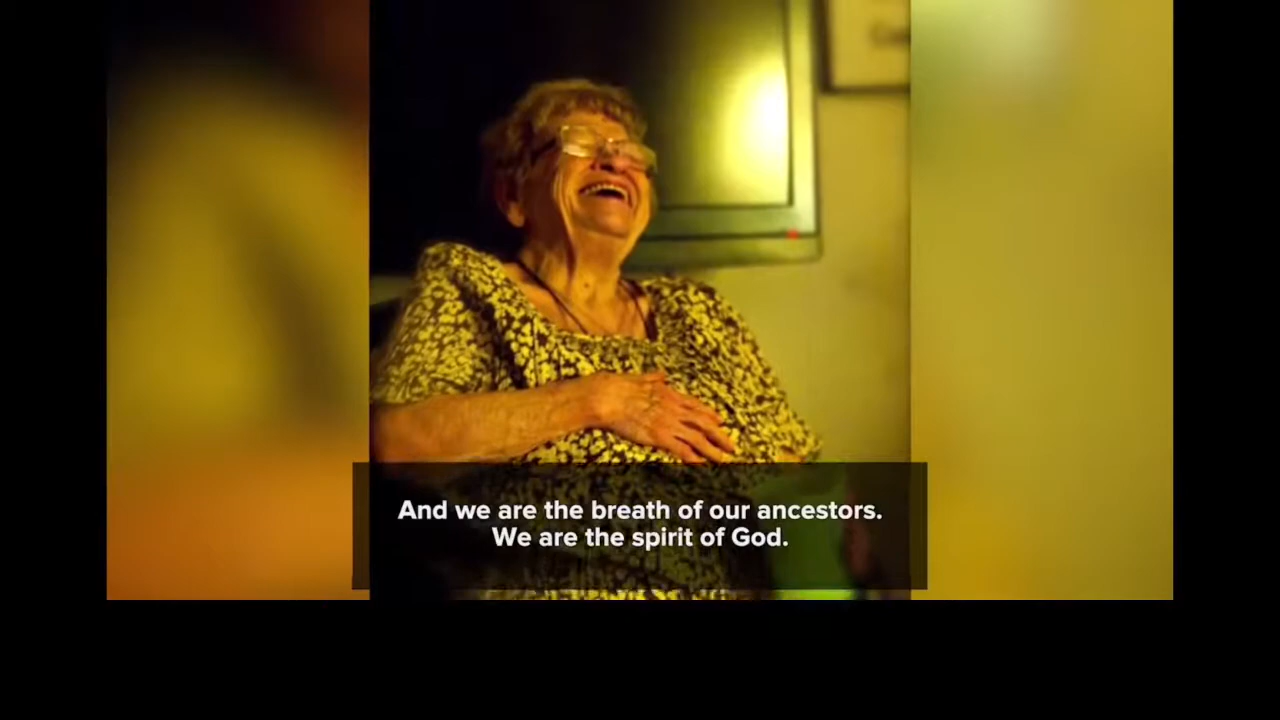 And we are the breath of our ancestors.
We are the spirit of God.